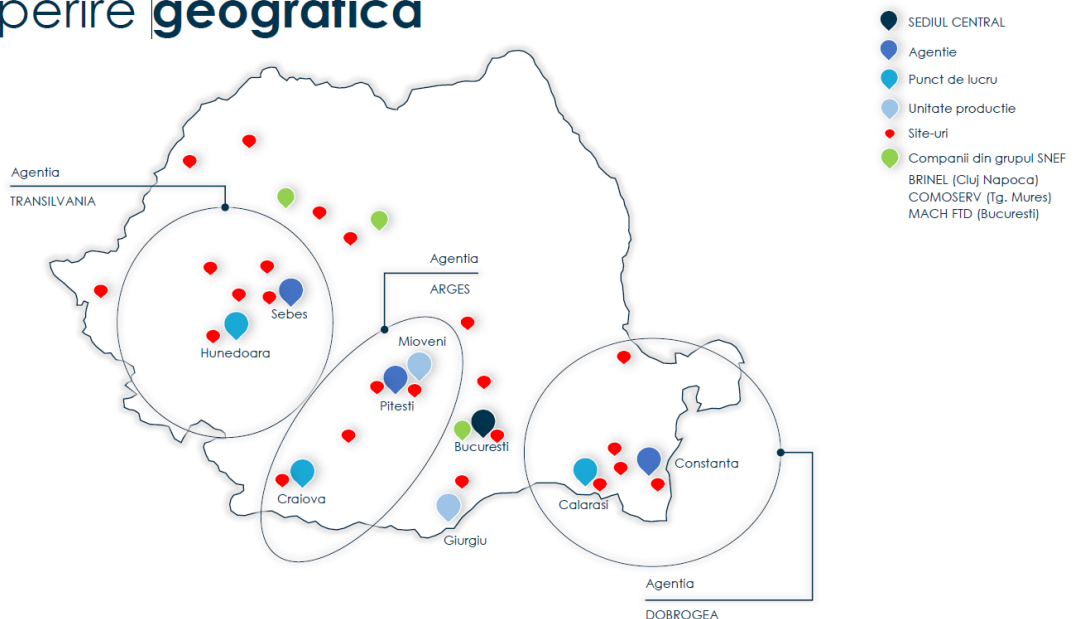 perire |geografica
SEDIUL CENTRAL
Agentie
Punct de lucru
Unitate productie
Site-uri
Companii din grupul SNEF
BRINEL (Cluj Napoca)
COMOSERV (Tg. Mures)
MACH FTD (Bucuresti)
Agentia
TRANSILVANIA
Agentia
ARGES
Sebes
Hunedoara
Mioveni
Pitesti
Bucuresti
Craiova
Giurgiu
Constanta
Calarasi
Agentia
DOBROGEA